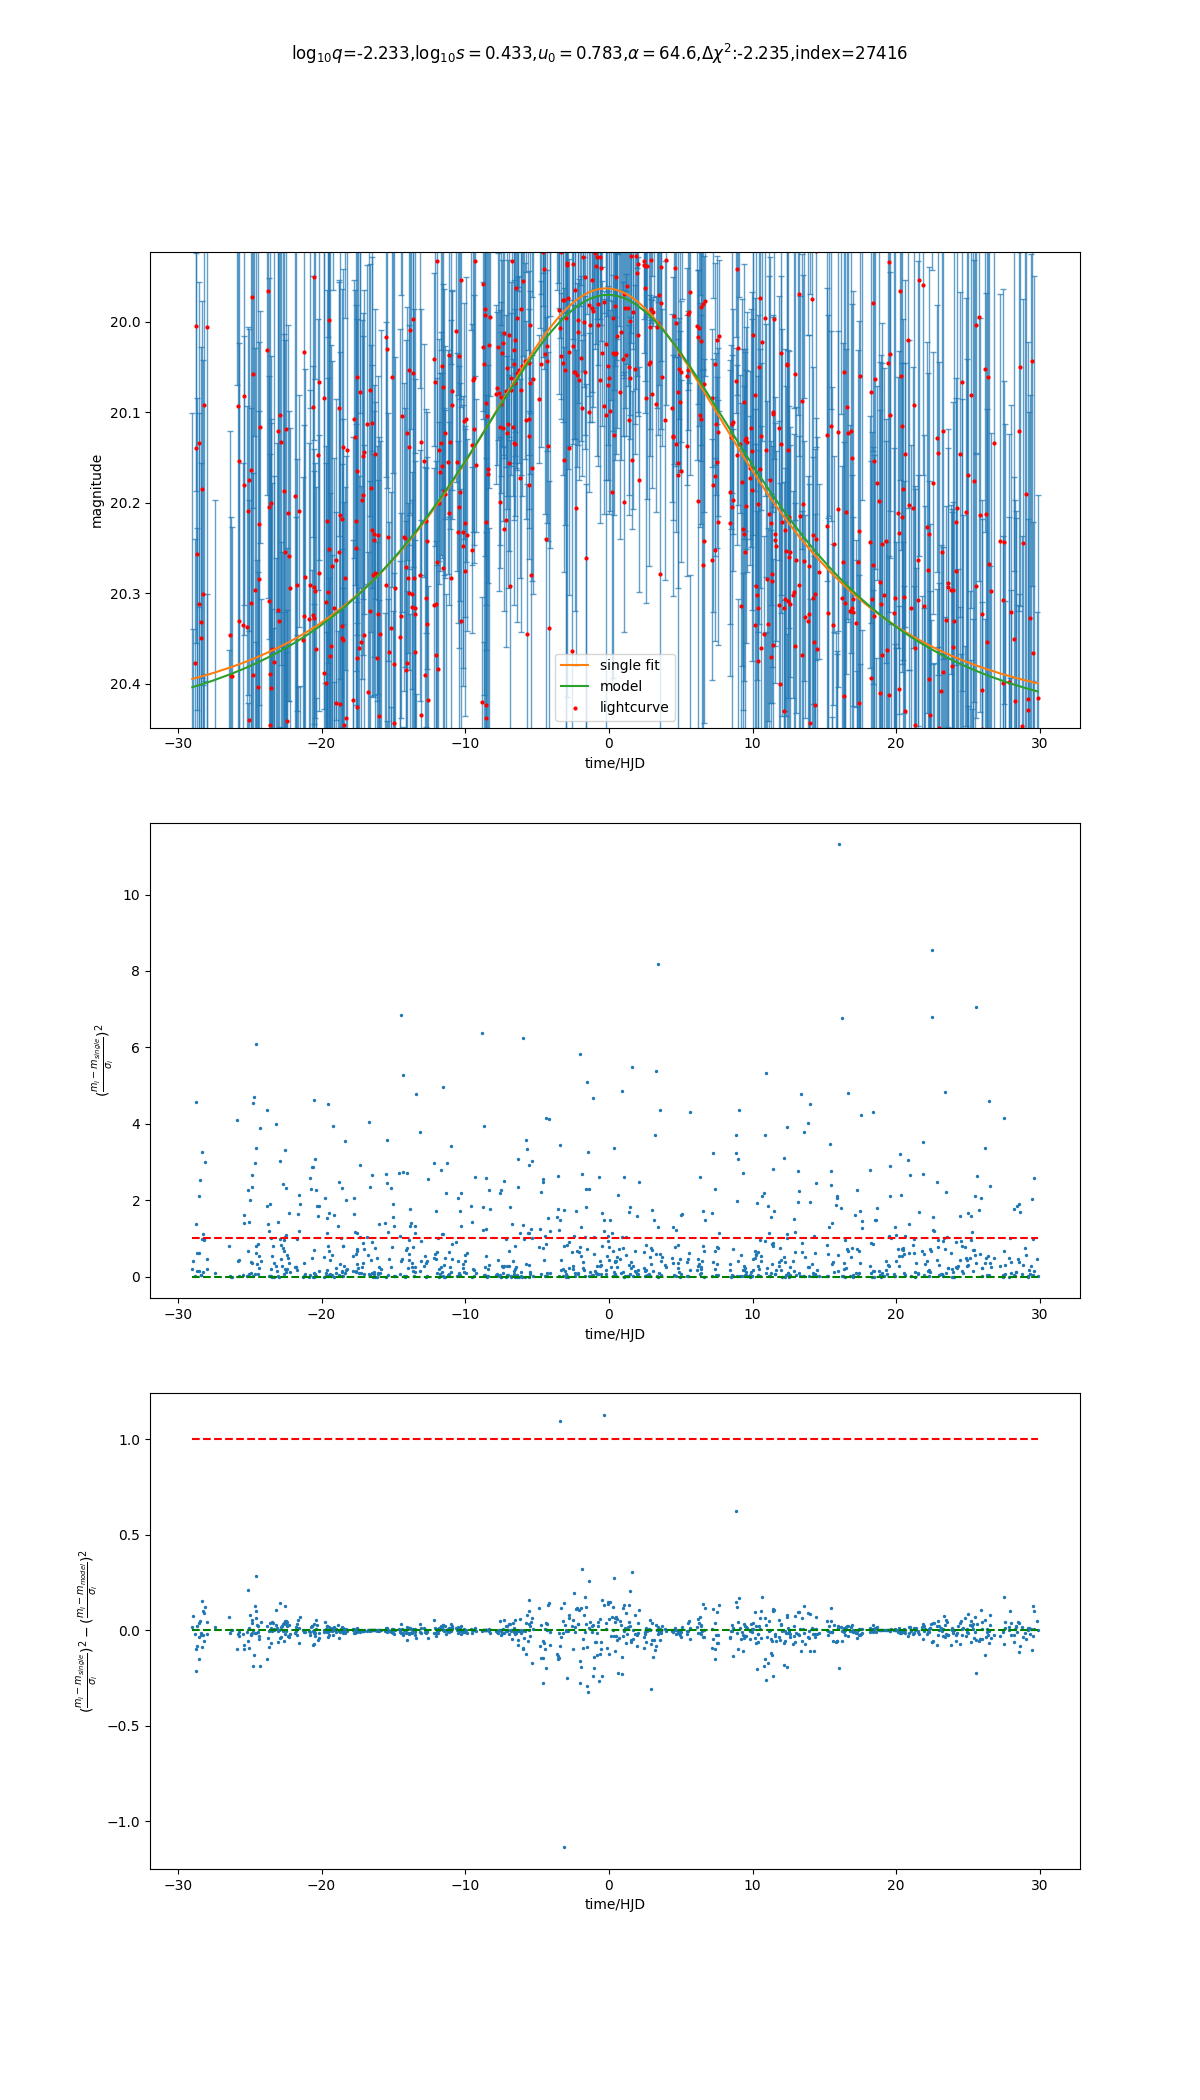 log₁₀q=-2.233,log₁₀s = 0.433,u₀ = 0.783,α = 64.6,Δχ²:-2.235,index=27416
20.0
20.1
20.2
20.3
20.4
magnitude
single fit
model
lightcurve
−30 −20 −10 0 10 20 30
time/HJD
10
8
6
4
2
0
((mᵢ − m_single)/σᵢ)²
−30 −20 −10 0 10 20 30
time/HJD
1.0
0.5
0.0
−0.5
−1.0
((mᵢ − m_single)/σᵢ)² − ((mᵢ − m_model)/σᵢ)²
−30 −20 −10 0 10 20 30
time/HJD